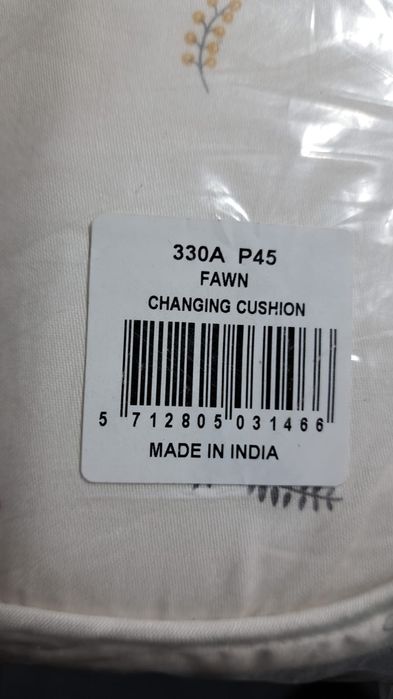 330A P45
FAWN
CHANGING CUSHION
5 712805 031466
MADE IN INDIA